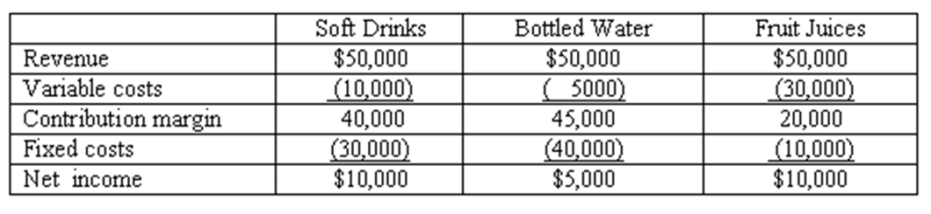 Soft Drinks Bottled Water Fruit Juices
Revenue $50,000 $50,000 $50,000
Variable costs (10,000) ( 5000) (30,000)
Contribution margin 40,000 45,000 20,000
Fixed costs (30,000) (40,000) (10,000)
Net income $10,000 $5,000 $10,000